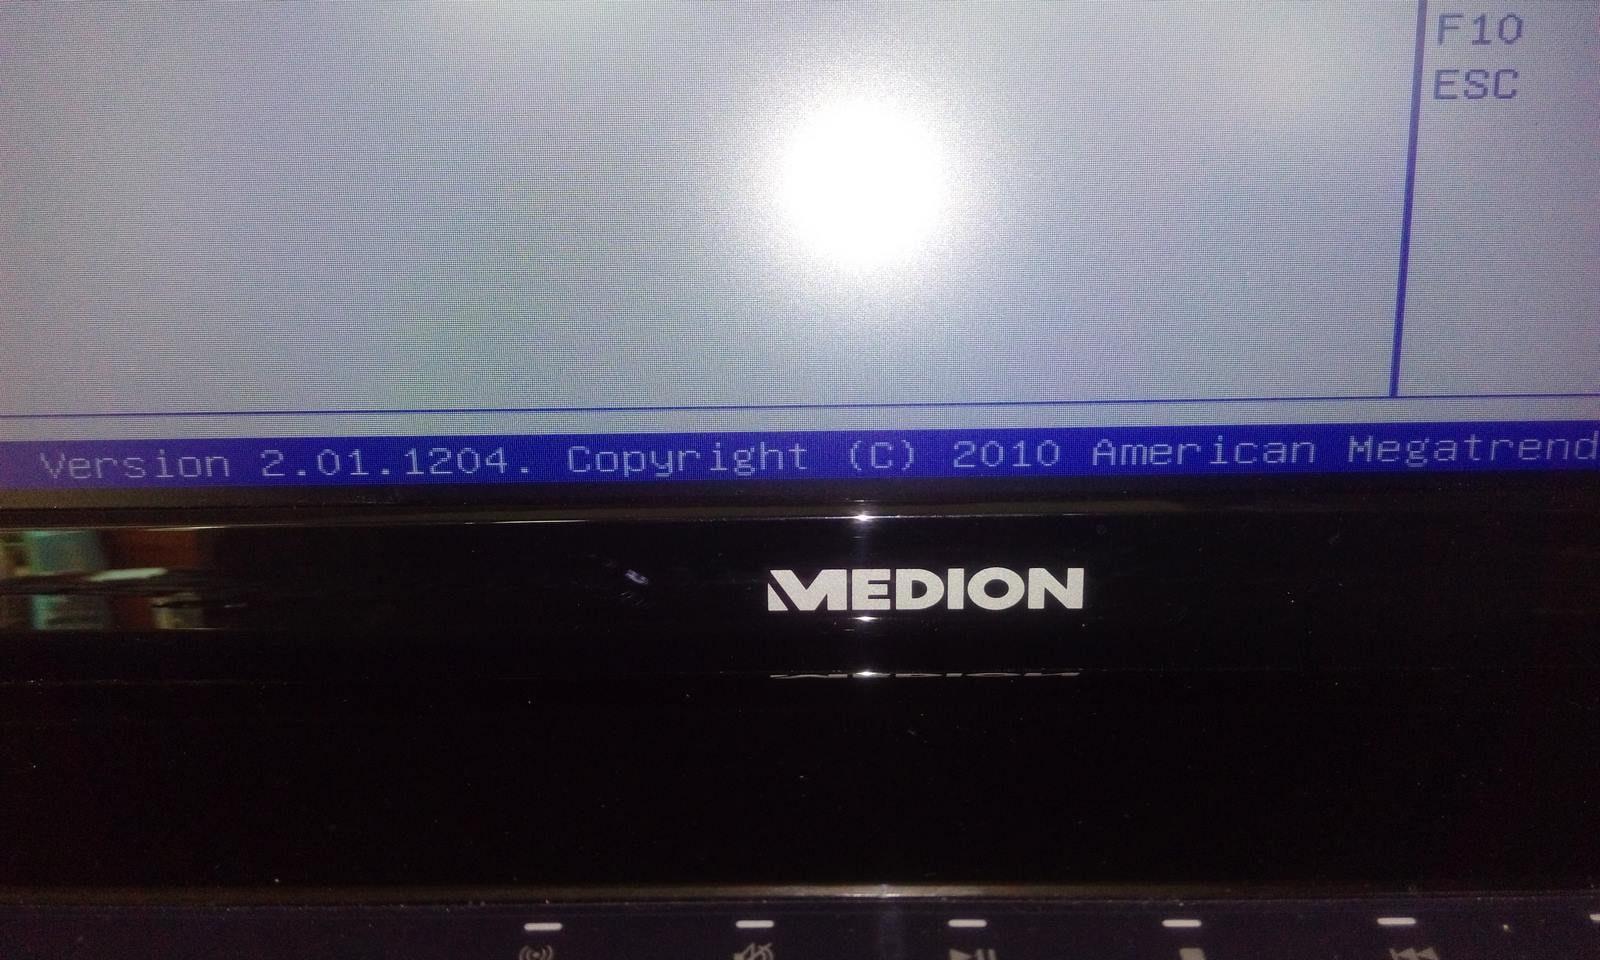 F10
ESC
Version 2.01.1204. Copyright (C) 2010 American Megatrend
MEDION